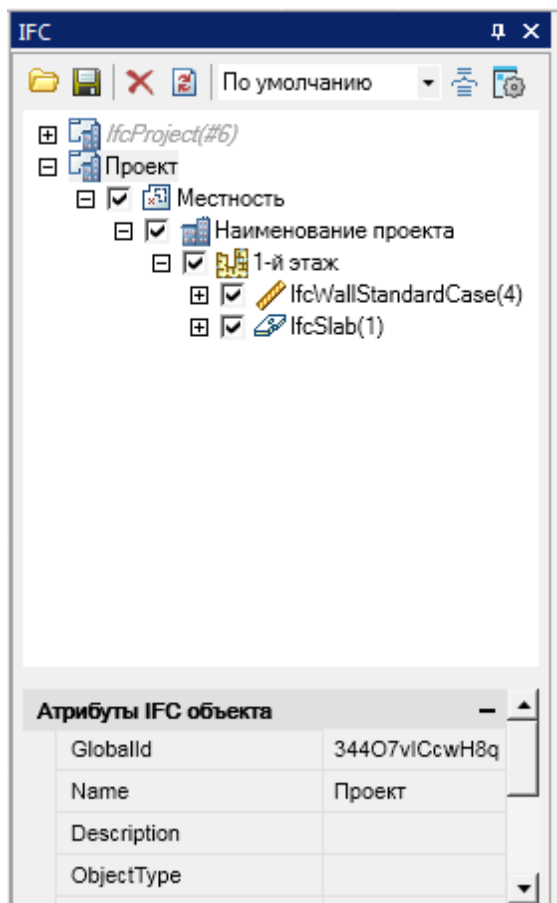 IFC
По умолчанию
IfcProject(#6)
Проект
Местность
Наименование проекта
1-й этаж
IfcWallStandardCase(4)
IfcSlab(1)
Атрибуты IFC объекта
GlobalId 344O7vICcwH8q
Name Проект
Description
ObjectType